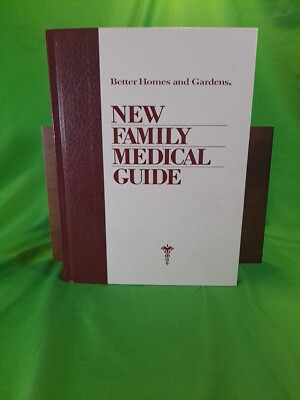 Better Homes and Gardens®
NEW
FAMILY
MEDICAL
GUIDE